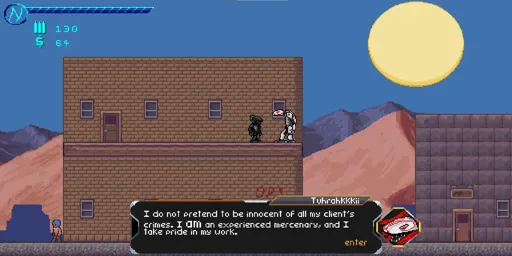 N
130
$ 64
Tuhrahkkkii
I do not pretend to be innocent of all my client's
crimes. I am an experienced mercenary, and I
take pride in my work.
enter